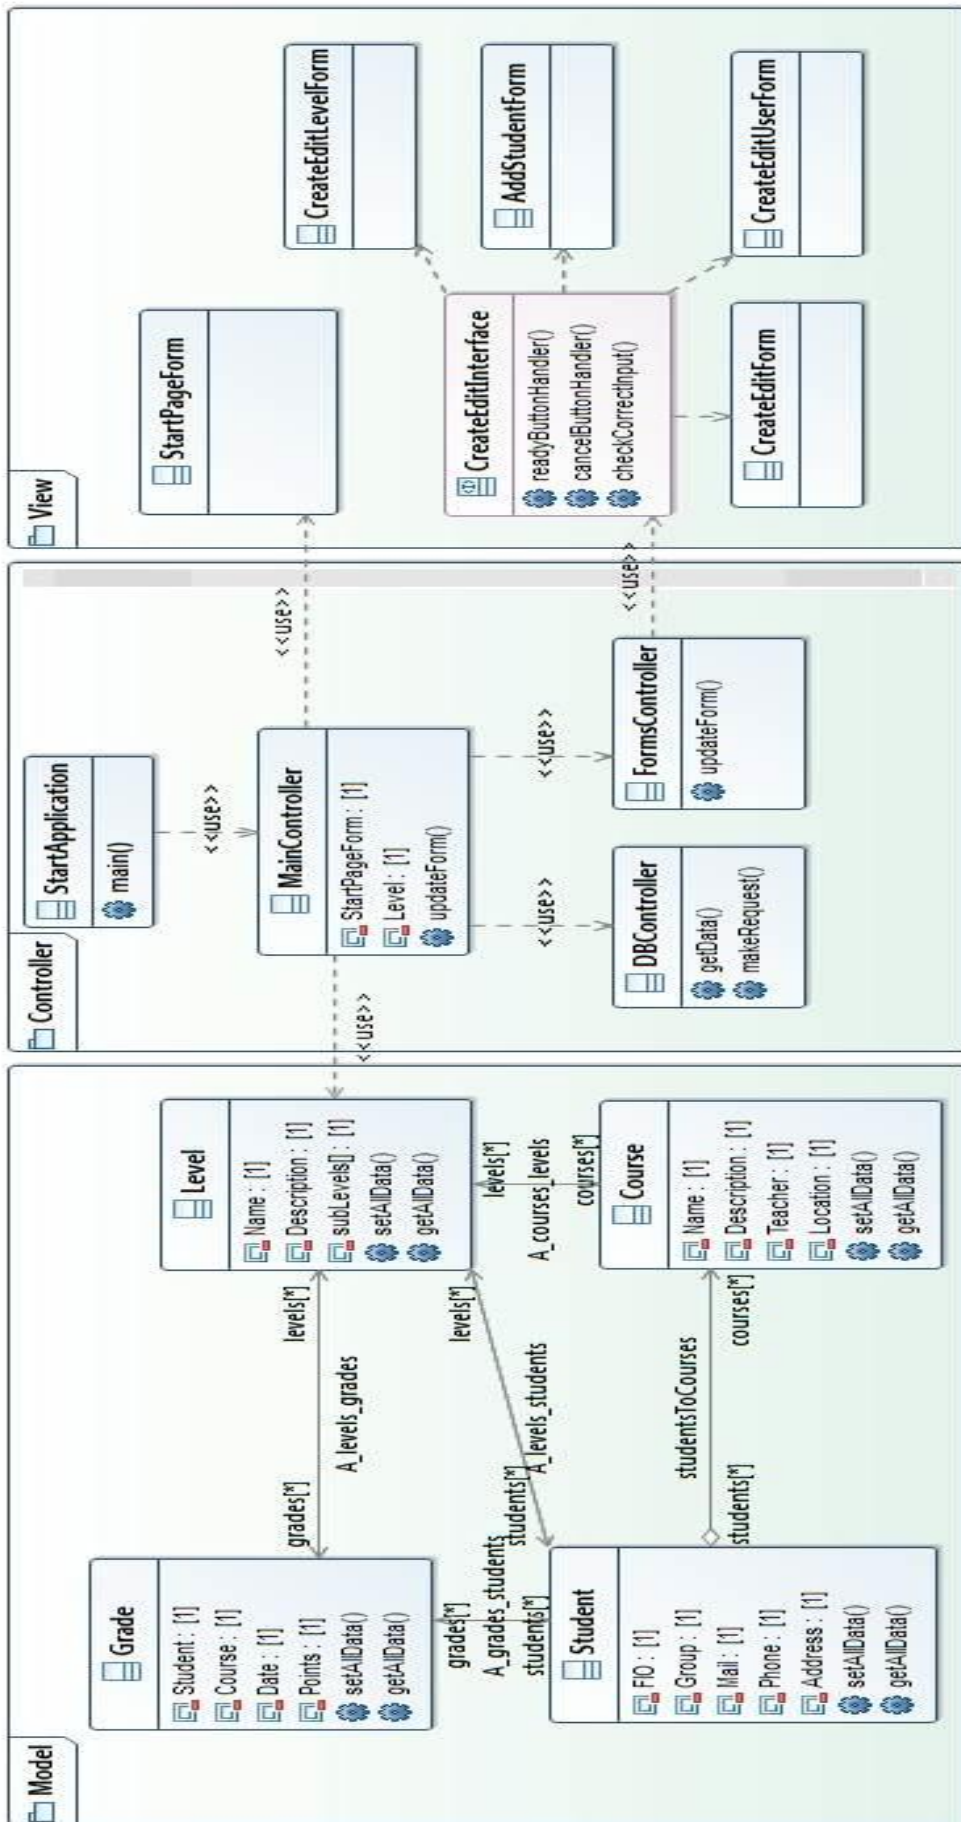 Model
Grade
Student : [1]
Course : [1]
Date : [1]
Points : [1]
setAllData()
getAllData()
grades[*]
A_levels_grades
levels[*]
Level
Name : [1]
Description : [1]
subLevels[] : [1]
setAllData()
getAllData()
grades[*]
A_grades_students
students[*]
students[*]
A_levels_students
levels[*]
levels[*]
A_courses_levels
courses[*]
Student
FIO : [1]
Group : [1]
Mail : [1]
Phone : [1]
Address : [1]
setAllData()
getAllData()
students[*]
studentsToCourses
courses[*]
Course
Name : [1]
Description : [1]
Teacher : [1]
Location : [1]
setAllData()
getAllData()
Controller
StartApplication
main()
<<use>>
MainController
StartPageForm : [1]
Level : [1]
updateForm()
<<use>>
<<use>>
<<use>>
<<use>>
DBController
getData()
makeRequest()
FormsController
updateForm()
<<use>>
View
StartPageForm
CreateEditLevelForm
CreateEditInterface
readyButtonHandler()
cancelButtonHandler()
checkCorrectInput()
AddStudentForm
CreateEditForm
CreateEditUserForm